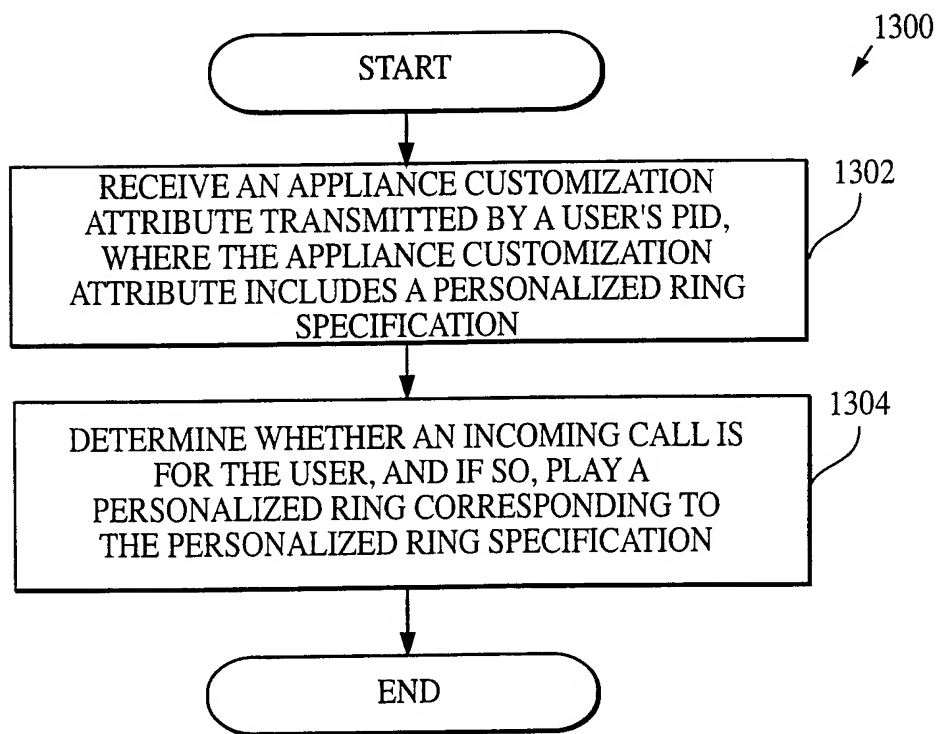 1300
START
RECEIVE AN APPLIANCE CUSTOMIZATION
ATTRIBUTE TRANSMITTED BY A USER'S PID,
WHERE THE APPLIANCE CUSTOMIZATION
ATTRIBUTE INCLUDES A PERSONALIZED RING
SPECIFICATION
1302
DETERMINE WHETHER AN INCOMING CALL IS
FOR THE USER, AND IF SO, PLAY A
PERSONALIZED RING CORRESPONDING TO
THE PERSONALIZED RING SPECIFICATION
1304
END